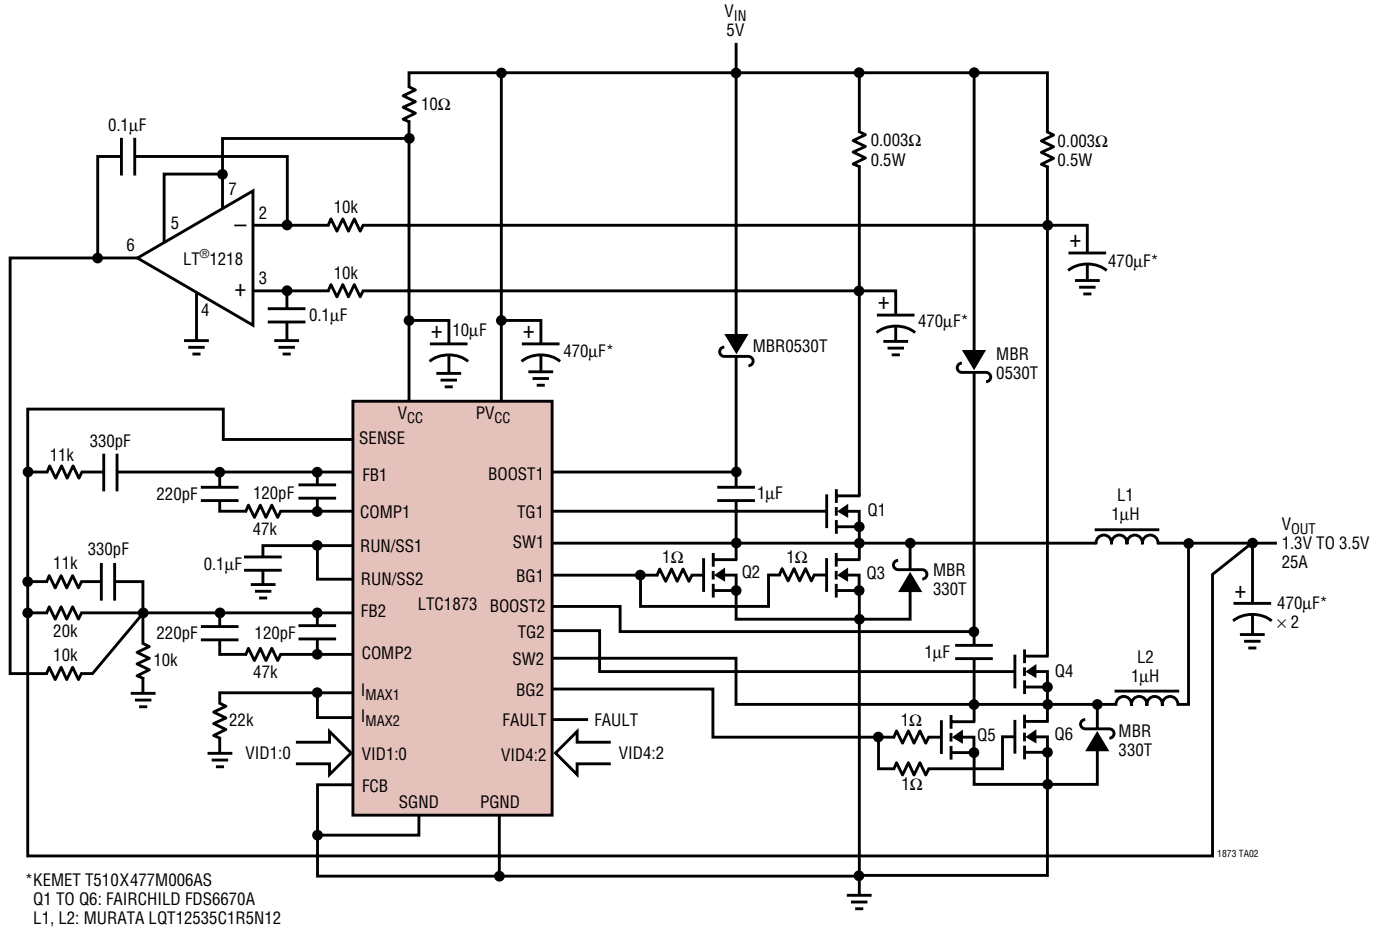 VIN
5V
10Ω
0.1µF
0.003Ω
0.5W
0.003Ω
0.5W
7
5
2
10k
–
6
LT®1218
3
10k
+
4
0.1µF
+
10µF
+
470µF*
+
470µF*
+
470µF*
MBR0530T
MBR
0530T
VCC
PVCC
SENSE
330pF
11k
FB1
BOOST1
220pF
120pF
1µF
L1
1µH
COMP1
TG1
Q1
47k
VOUT
1.3V TO 3.5V
25A
RUN/SS1
SW1
330pF
11k
0.1µF
1Ω
1Ω
RUN/SS2
BG1
Q2
Q3
MBR
330T
LTC1873
FB2
BOOST2
+
470µF*
× 2
20k
220pF
120pF
TG2
10k
10k
COMP2
SW2
1µF
L2
1µH
47k
Q4
IMAX1
BG2
22k
IMAX2
FAULT
FAULT
1Ω
Q5
Q6
MBR
330T
VID1:0
VID1:0
VID4:2
VID4:2
1Ω
FCB
SGND
PGND
1873 TA02
*KEMET T510X477M006AS
Q1 TO Q6: FAIRCHILD FDS6670A
L1, L2: MURATA LQT12535C1R5N12